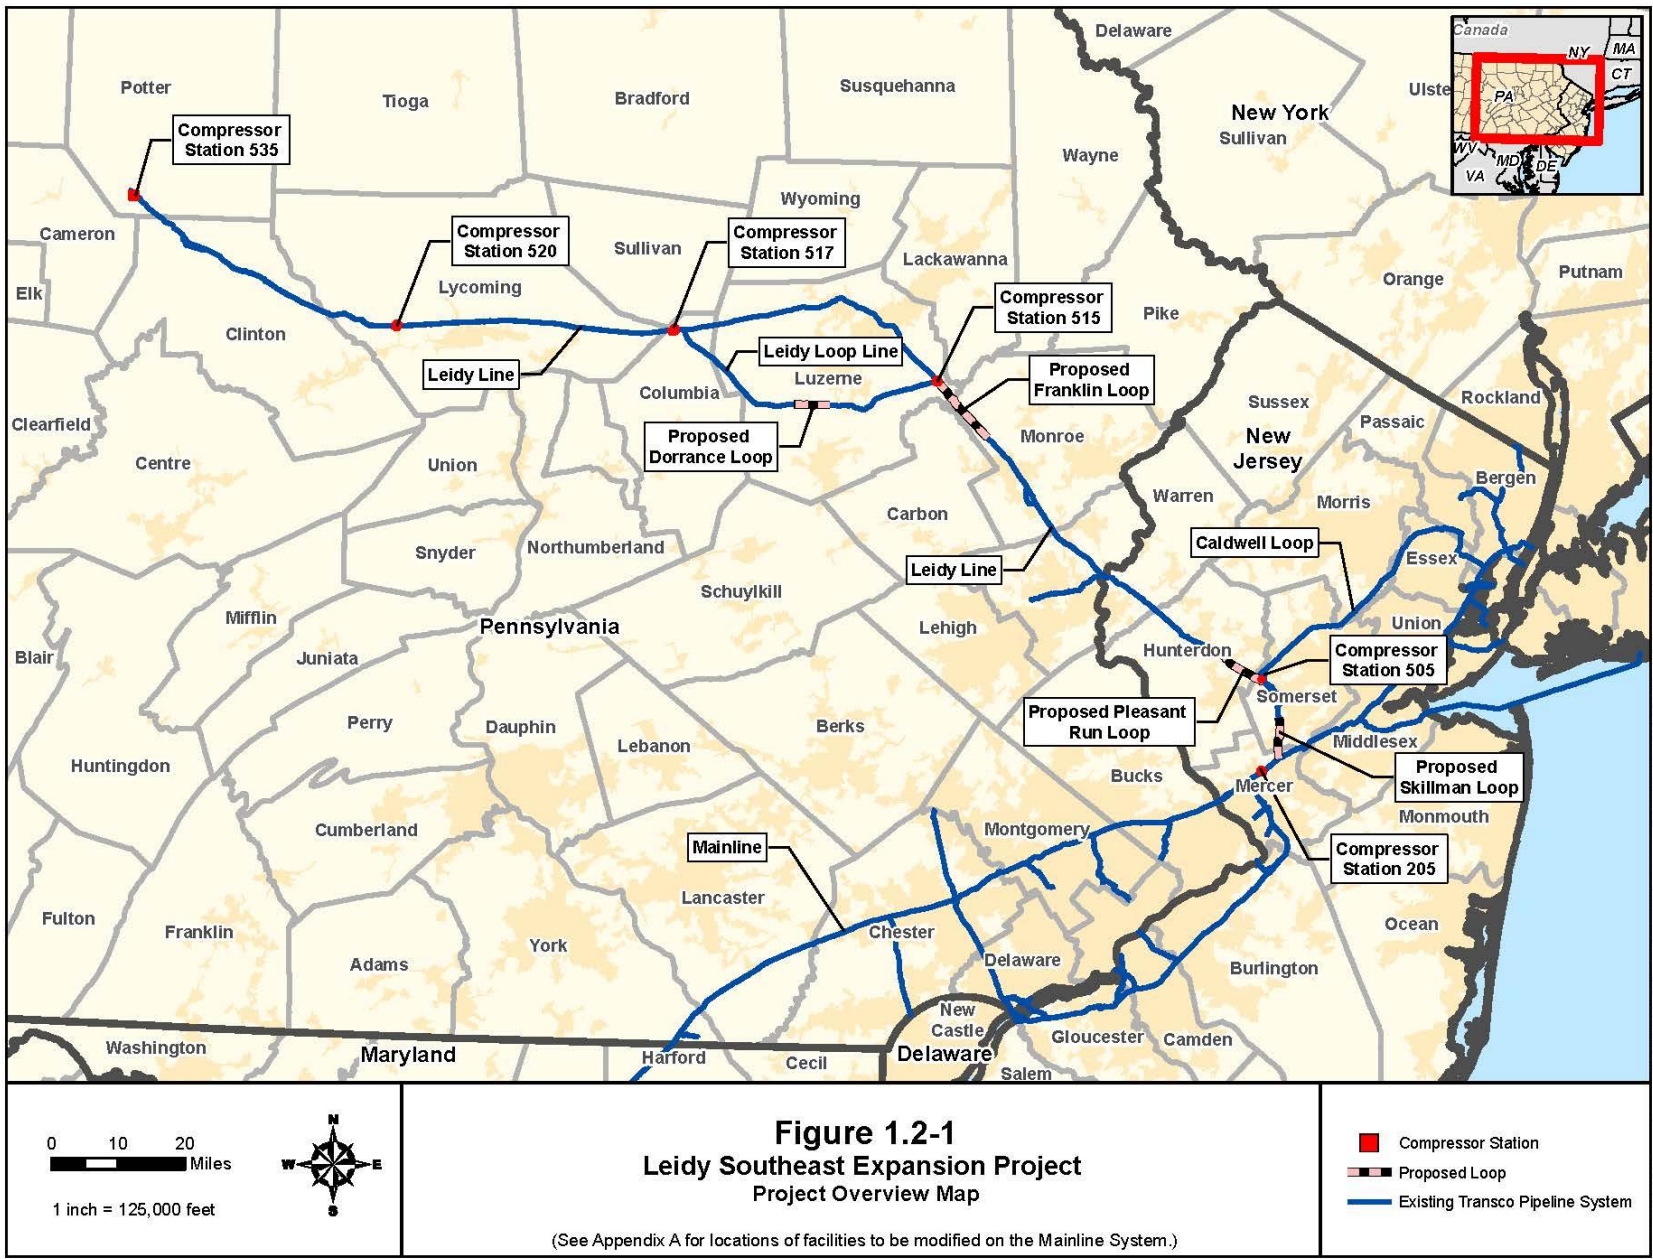 Delaware
Canada
NY
MA
CT
PA
WV
MD
DE
VA
Potter
Tioga
Bradford
Susquehanna
Ulste
New York
Sullivan
Compressor
Station 535
Wayne
Wyoming
Cameron
Compressor
Station 520
Sullivan
Compressor
Station 517
Lackawanna
Orange
Putnam
Elk
Lycoming
Compressor
Station 515
Pike
Clinton
Leidy Loop Line
Leidy Line
Luzerne
Columbia
Proposed
Franklin Loop
Sussex
Rockland
Passaic
Clearfield
Proposed
Dorrance Loop
Monroe
New
Jersey
Centre
Union
Bergen
Warren
Morris
Carbon
Caldwell Loop
Snyder
Northumberland
Essex
Leidy Line
Schuylkill
Mifflin
Pennsylvania
Lehigh
Union
Blair
Juniata
Hunterdon
Compressor
Station 505
Somerset
Perry
Dauphin
Berks
Proposed Pleasant
Run Loop
Lebanon
Middlesex
Huntingdon
Bucks
Mercer
Proposed
Skillman Loop
Cumberland
Montgomery
Monmouth
Mainline
Compressor
Station 205
Lancaster
Fulton
Franklin
Chester
Ocean
York
Adams
Delaware
Burlington
New
Castle
Gloucester
Camden
Washington
Maryland
Harford
Cecil
Delaware
Salem
0 10 20
Miles
1 inch = 125,000 feet
N
W E
S
Figure 1.2-1
Leidy Southeast Expansion Project
Project Overview Map
(See Appendix A for locations of facilities to be modified on the Mainline System.)
Compressor Station
Proposed Loop
Existing Transco Pipeline System